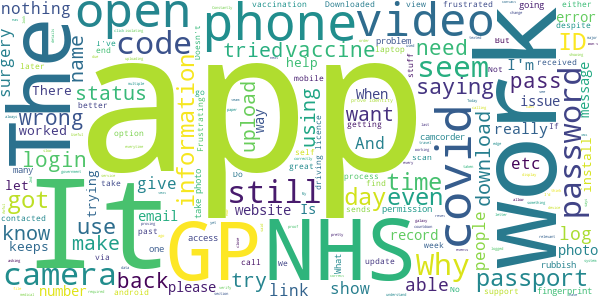 nothing
open
phone
video
either
surgery
code
tried
vaccine
need
error
ID
The
name
status
help
seem
saying
pass
message
There
wrong
information
upload
using
want
When
camcorder
issue
worked
option
way
getting
really
If
app
Work
many
login
still
And
covid
password
install
let
trying
give
self
driving licence
time
download
etc
It
got
email
take photo
website
Is
day
even
process
find
scan
people
log
know
use
make
GP
NHS
why
record
photo
contacted
keeps
via
past
access
week
able
passport
rubbish
camera
back
try
call
We
update
number
android
please
link
show
support
fingerprint
No
vaccination
Downloaded
view
frustrated
going
despite
I've
end
later
better
problem
laptop
But
I'm
received
stuff
Not
mobile
great
Doesn't
Frustrating
Do
sends
permission
What
one
take